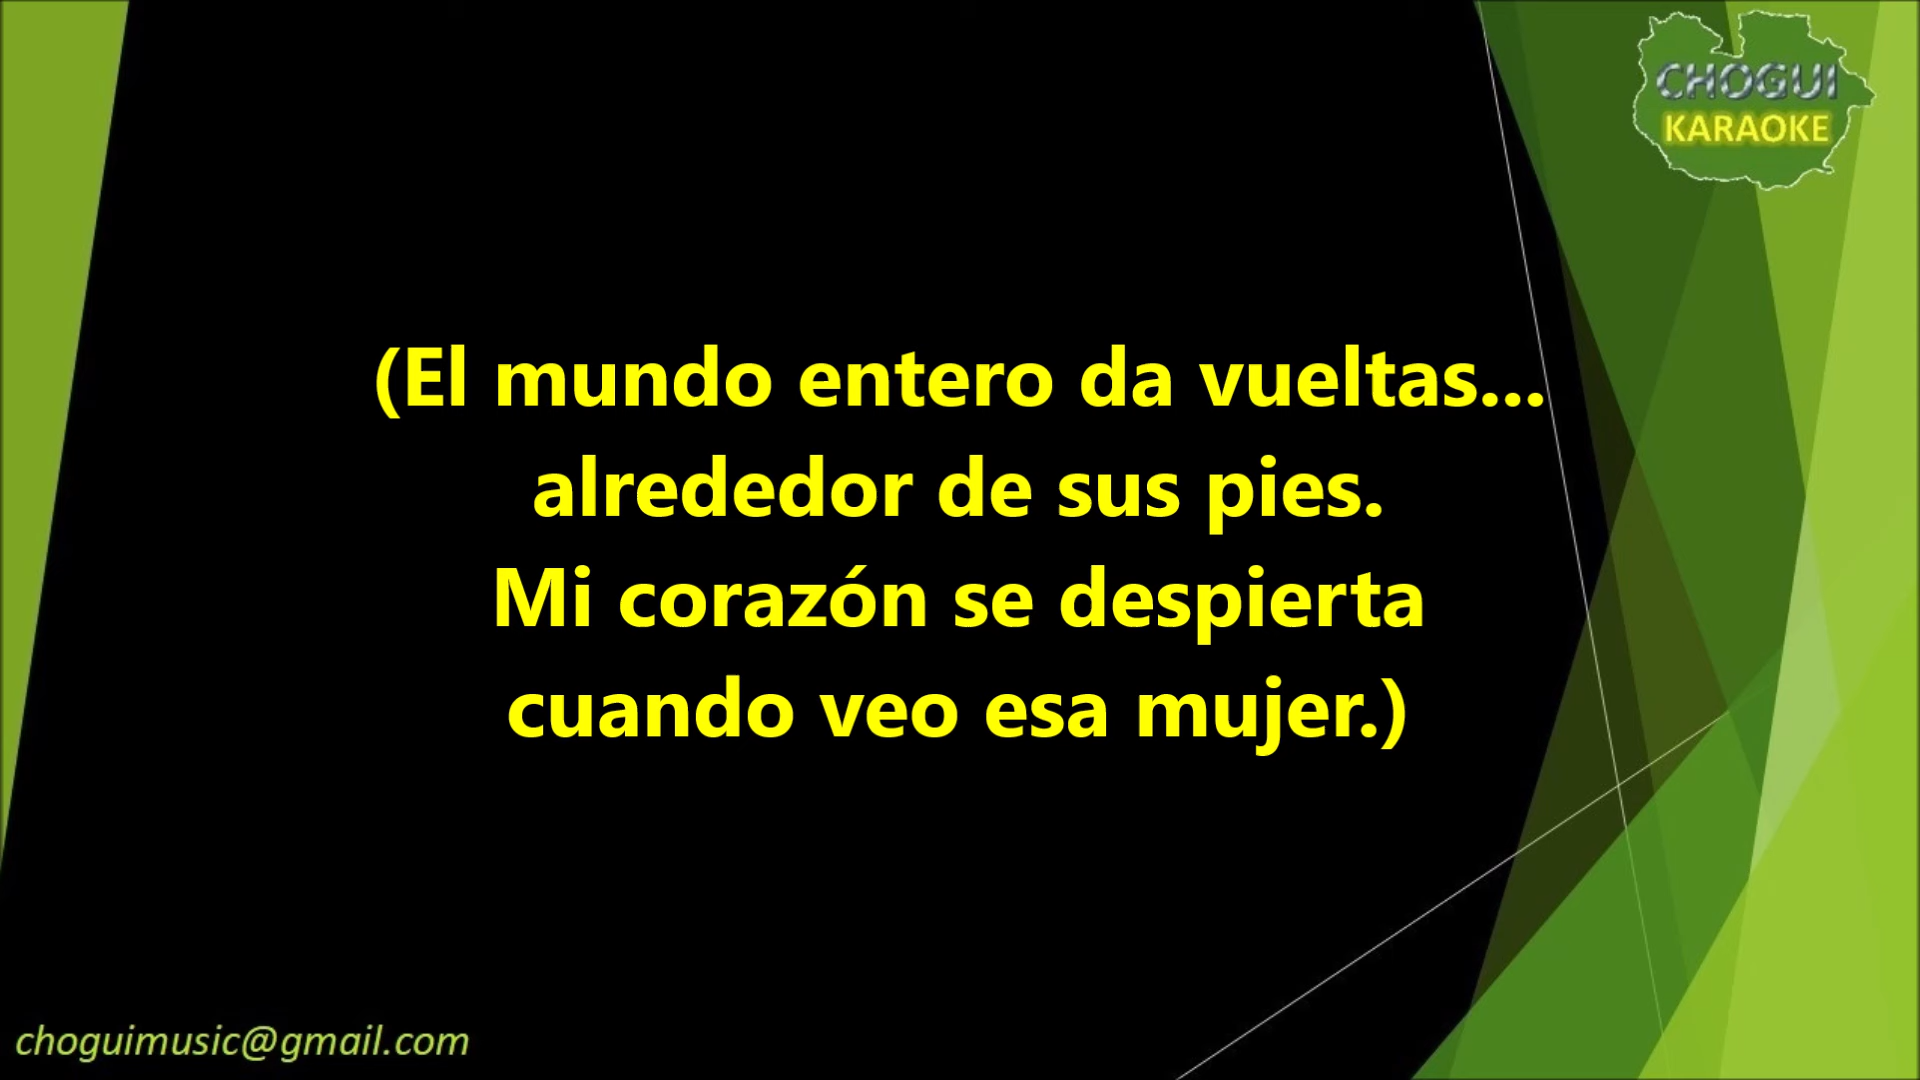 CHOGUI
KARAOKE
(El mundo entero da vueltas...
alrededor de sus pies.
Mi corazón se despierta
cuando veo esa mujer.)
choguimusic@gmail.com